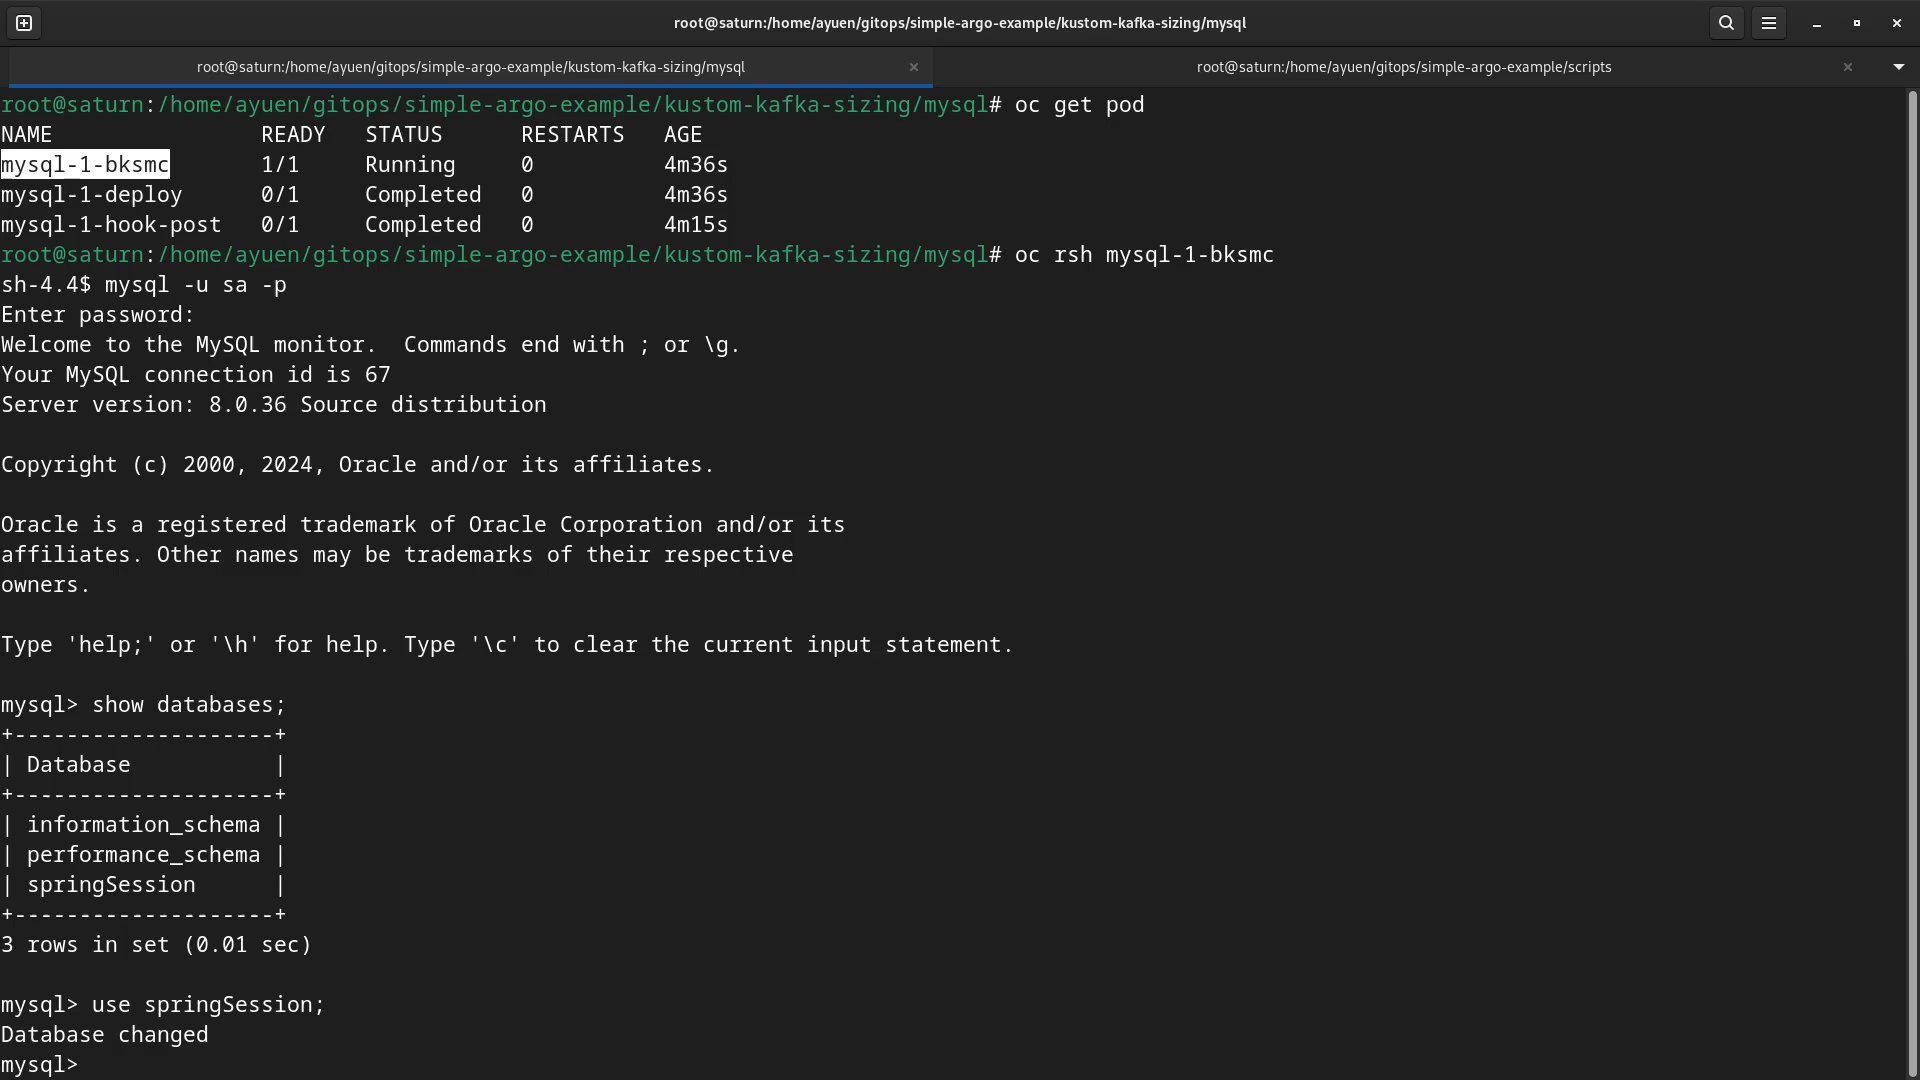 root@saturn:/home/ayuen/gitops/simple-argo-example/kustom-kafka-sizing/mysql
root@saturn:/home/ayuen/gitops/simple-argo-example/kustom-kafka-sizing/mysql
root@saturn:/home/ayuen/gitops/simple-argo-example/scripts
root@saturn:/home/ayuen/gitops/simple-argo-example/kustom-kafka-sizing/mysql# oc get pod
NAME                READY   STATUS      RESTARTS   AGE
mysql-1-bksmc       1/1     Running     0          4m36s
mysql-1-deploy      0/1     Completed   0          4m36s
mysql-1-hook-post   0/1     Completed   0          4m15s
root@saturn:/home/ayuen/gitops/simple-argo-example/kustom-kafka-sizing/mysql# oc rsh mysql-1-bksmc
sh-4.4$ mysql -u sa -p
Enter password:
Welcome to the MySQL monitor.  Commands end with ; or \g.
Your MySQL connection id is 67
Server version: 8.0.36 Source distribution
Copyright (c) 2000, 2024, Oracle and/or its affiliates.
Oracle is a registered trademark of Oracle Corporation and/or its
affiliates. Other names may be trademarks of their respective
owners.
Type 'help;' or '\h' for help. Type '\c' to clear the current input statement.
mysql> show databases;
+--------------------+
| Database           |
+--------------------+
| information_schema |
| performance_schema |
| springSession      |
+--------------------+
3 rows in set (0.01 sec)
mysql> use springSession;
Database changed
mysql>